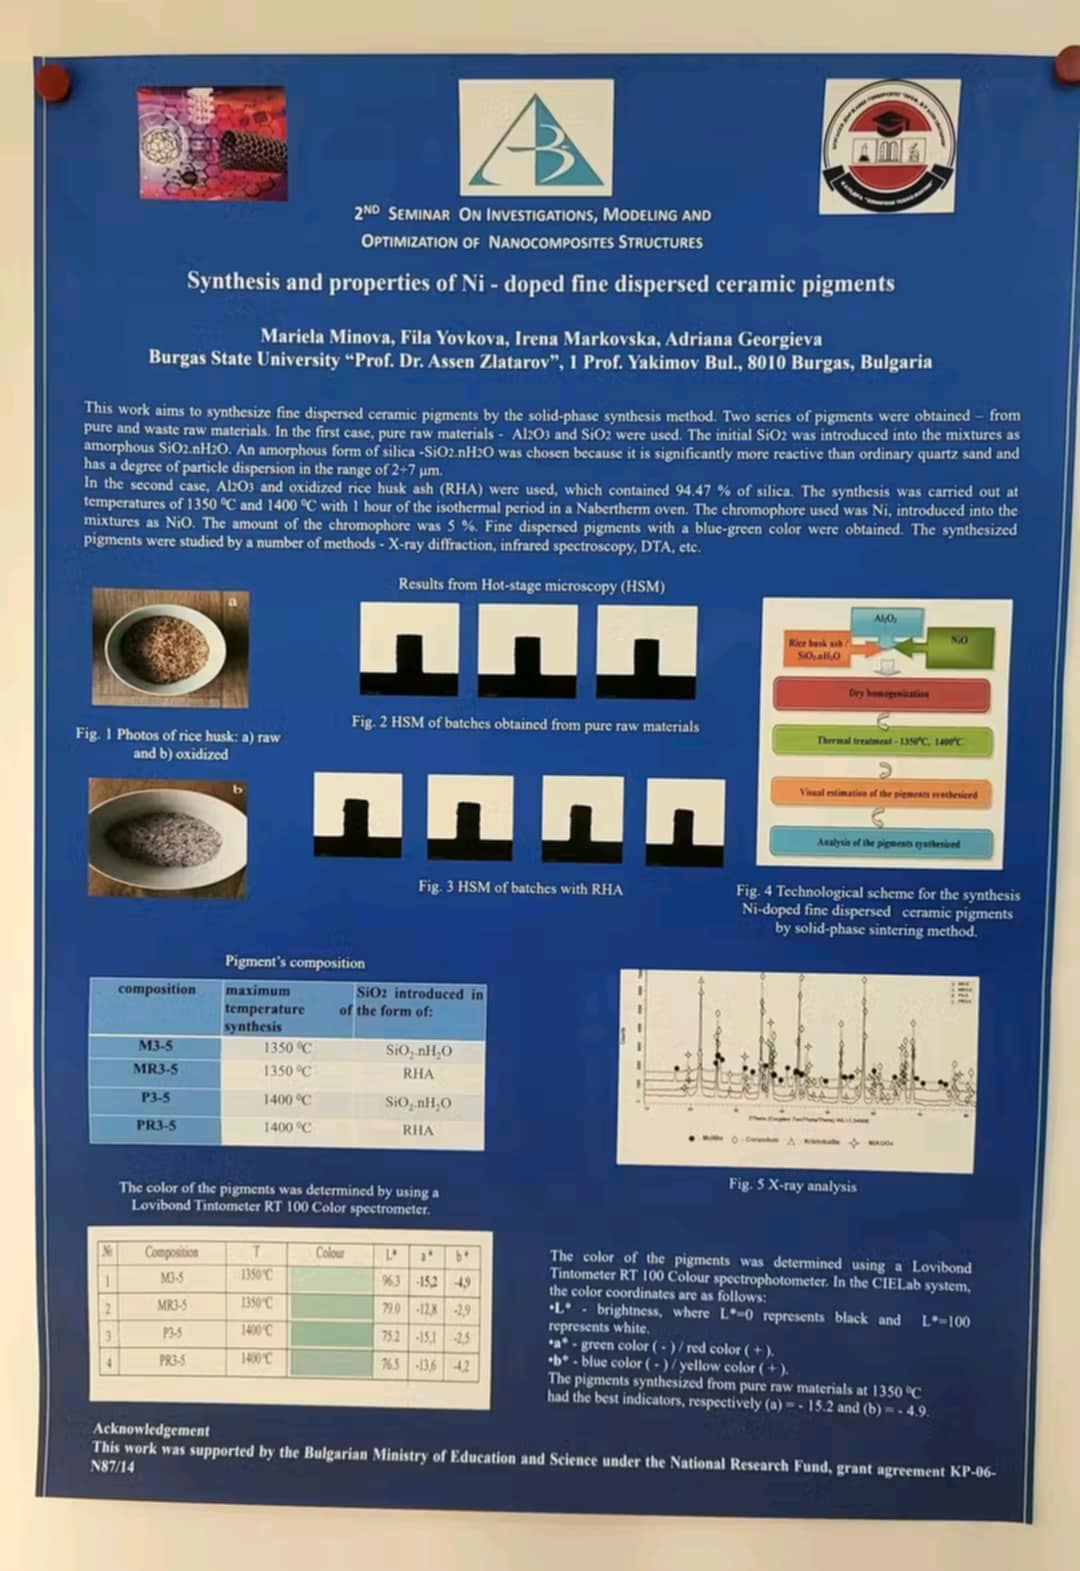 2ND SEMINAR ON INVESTIGATIONS, MODELING AND
OPTIMIZATION OF NANOCOMPOSITES STRUCTURES
Synthesis and properties of Ni - doped fine dispersed ceramic pigments
Mariela Minova, Fila Yovkova, Irena Markovska, Adriana Georgieva
Burgas State University “Prof. Dr. Assen Zlatarov”, 1 Prof. Yakimov Bul., 8010 Burgas, Bulgaria
This work aims to synthesize fine dispersed ceramic pigments by the solid-phase synthesis method. Two series of pigments were obtained – from
pure and waste raw materials. In the first case, pure raw materials - Al2O3 and SiO2 were used. The initial SiO2 was introduced into the mixtures as
amorphous SiO2.nH2O. An amorphous form of silica -SiO2.nH2O was chosen because it is significantly more reactive than ordinary quartz sand and
has a degree of particle dispersion in the range of 2÷7 μm.
In the second case, Al2O3 and oxidized rice husk ash (RHA) were used, which contained 94.47 % of silica. The synthesis was carried out at
temperatures of 1350 ⁰C and 1400 ⁰C with 1 hour of the isothermal period in a Nabertherm oven. The chromophore used was Ni, introduced into the
mixtures as NiO. The amount of the chromophore was 5 %. Fine dispersed pigments with a blue-green color were obtained. The synthesized
pigments were studied by a number of methods - X-ray diffraction, infrared spectroscopy, DTA, etc.
a
Fig. 1 Photos of rice husk: a) raw
and b) oxidized
b
Results from Hot-stage microscopy (HSM)
Fig. 2 HSM of batches obtained from pure raw materials
Fig. 3 HSM of batches with RHA
Al₂O₃
Rice husk ash /
SiO₂.nH₂O
NiO
Dry homogenization
Thermal treatment - 1350⁰C, 1400⁰C
Visual estimation of the pigments synthesized
Analysis of the pigments synthesized
Fig. 4 Technological scheme for the synthesis
Ni-doped fine dispersed ceramic pigments
by solid-phase sintering method.
Pigment’s composition
composition maximum temperature synthesis SiO2 introduced in of the form of:
M3-5 1350 ⁰C SiO₂.nH₂O
MR3-5 1350 ⁰C RHA
P3-5 1400 ⁰C SiO₂.nH₂O
PR3-5 1400 ⁰C RHA
Mullite Corundum
Fig. 5 X-ray analysis
The color of the pigments was determined by using a
Lovibond Tintometer RT 100 Color spectrometer.
№ Composition T Colour L* a* b*
1 M3-5 1350⁰C 96.3 -15,2 -4,9
2 MR3-5 1350⁰C 79.0 -12,8 -2,9
3 P3-5 1400⁰C 75.2 -15,1 -2,5
4 PR3-5 1400⁰C 76.5 -13,6 -4,2
The color of the pigments was determined using a Lovibond
Tintometer RT 100 Colour spectrophotometer. In the CIELab system,
the color coordinates are as follows:
•L* - brightness, where L*=0 represents black and L*=100
represents white.
•a* - green color ( - ) / red color ( + ).
•b* - blue color ( - ) / yellow color ( + ).
The pigments synthesized from pure raw materials at 1350 ⁰C
had the best indicators, respectively (a) = - 15.2 and (b) = - 4.9.
Acknowledgement
This work was supported by the Bulgarian Ministry of Education and Science under the National Research Fund, grant agreement KP-06-
N87/14